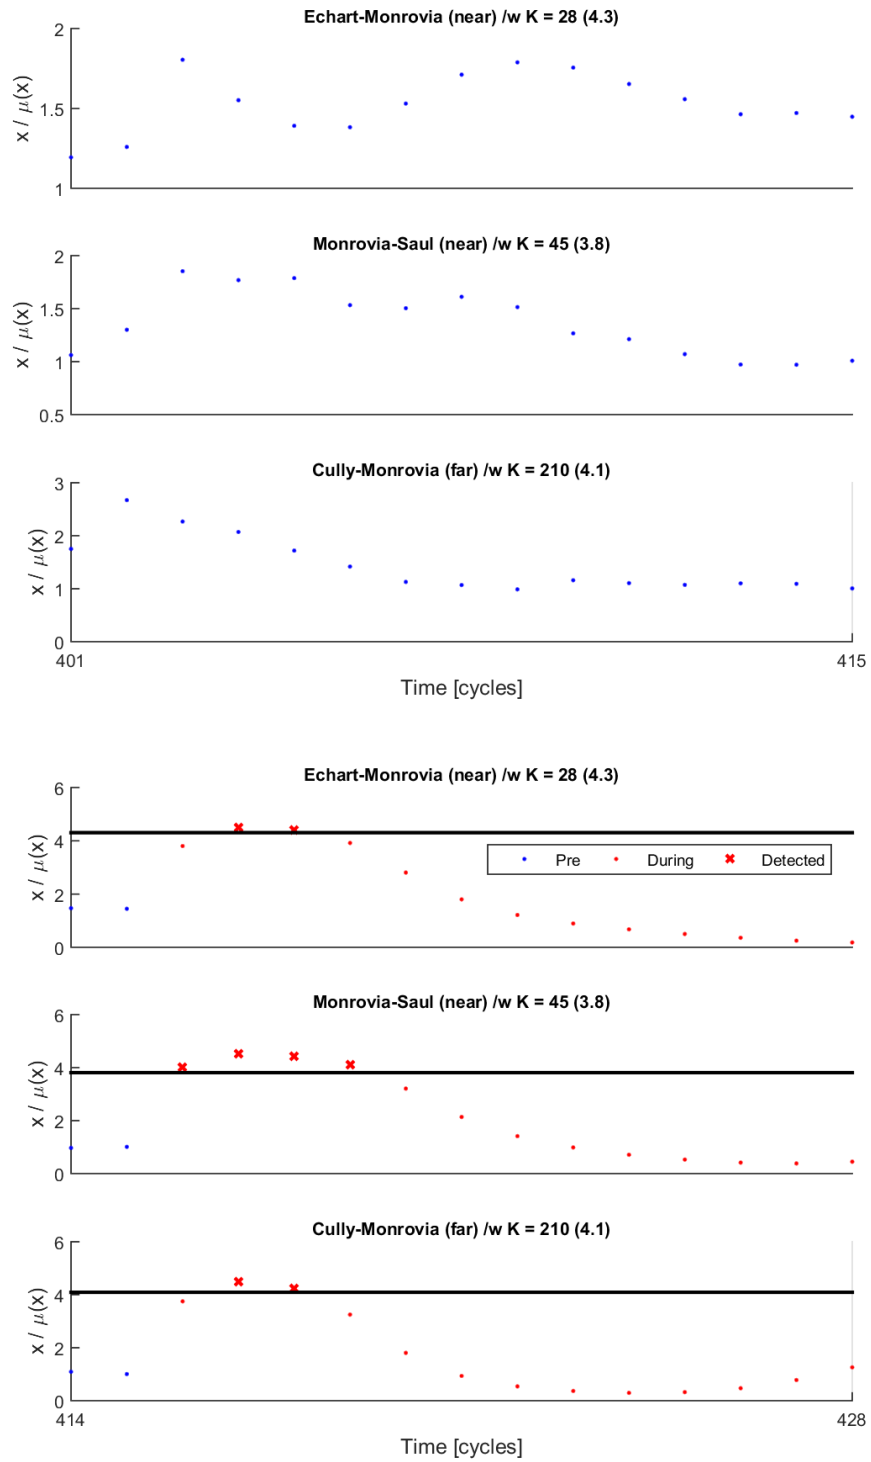 Echart-Monrovia (near) /w K = 28 (4.3)
2
1.5
1
x / μ(x)
Monrovia-Saul (near) /w K = 45 (3.8)
2
1.5
1
0.5
x / μ(x)
Cully-Monrovia (far) /w K = 210 (4.1)
3
2
1
0
x / μ(x)
401 415
Time [cycles]
Echart-Monrovia (near) /w K = 28 (4.3)
6
4
2
0
x / μ(x)
Pre During Detected
Monrovia-Saul (near) /w K = 45 (3.8)
6
4
2
0
x / μ(x)
Cully-Monrovia (far) /w K = 210 (4.1)
6
4
2
0
x / μ(x)
414 428
Time [cycles]